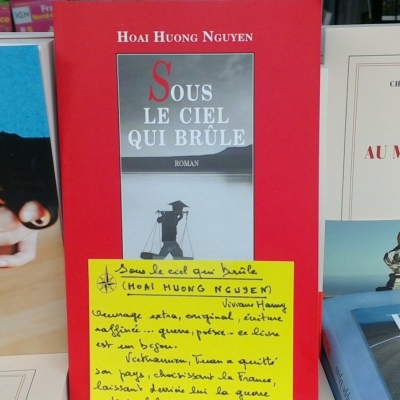 IGN
HOAI HUONG NGUYEN
SOUS
LE CIEL
QUI BRÛLE
ROMAN
CH
AU M
Sous le ciel qui brûle
(HOAI HUONG NGUYEN)
Viviane Hamy
Ouvrage extra, original, écriture
raffinée... guerre, poésie - ce livre
est un bijou.
Vietnamien, Tuan a quitté
son pays, choisissant la France,
laissant derrière lui la guerre